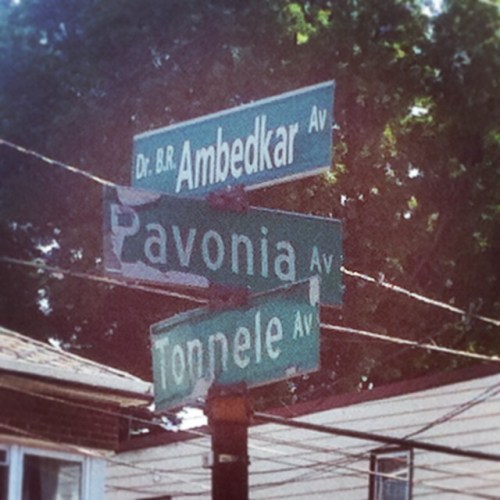 Dr. B.R. Ambedkar Av
Pavonia Av
Tonnele Av